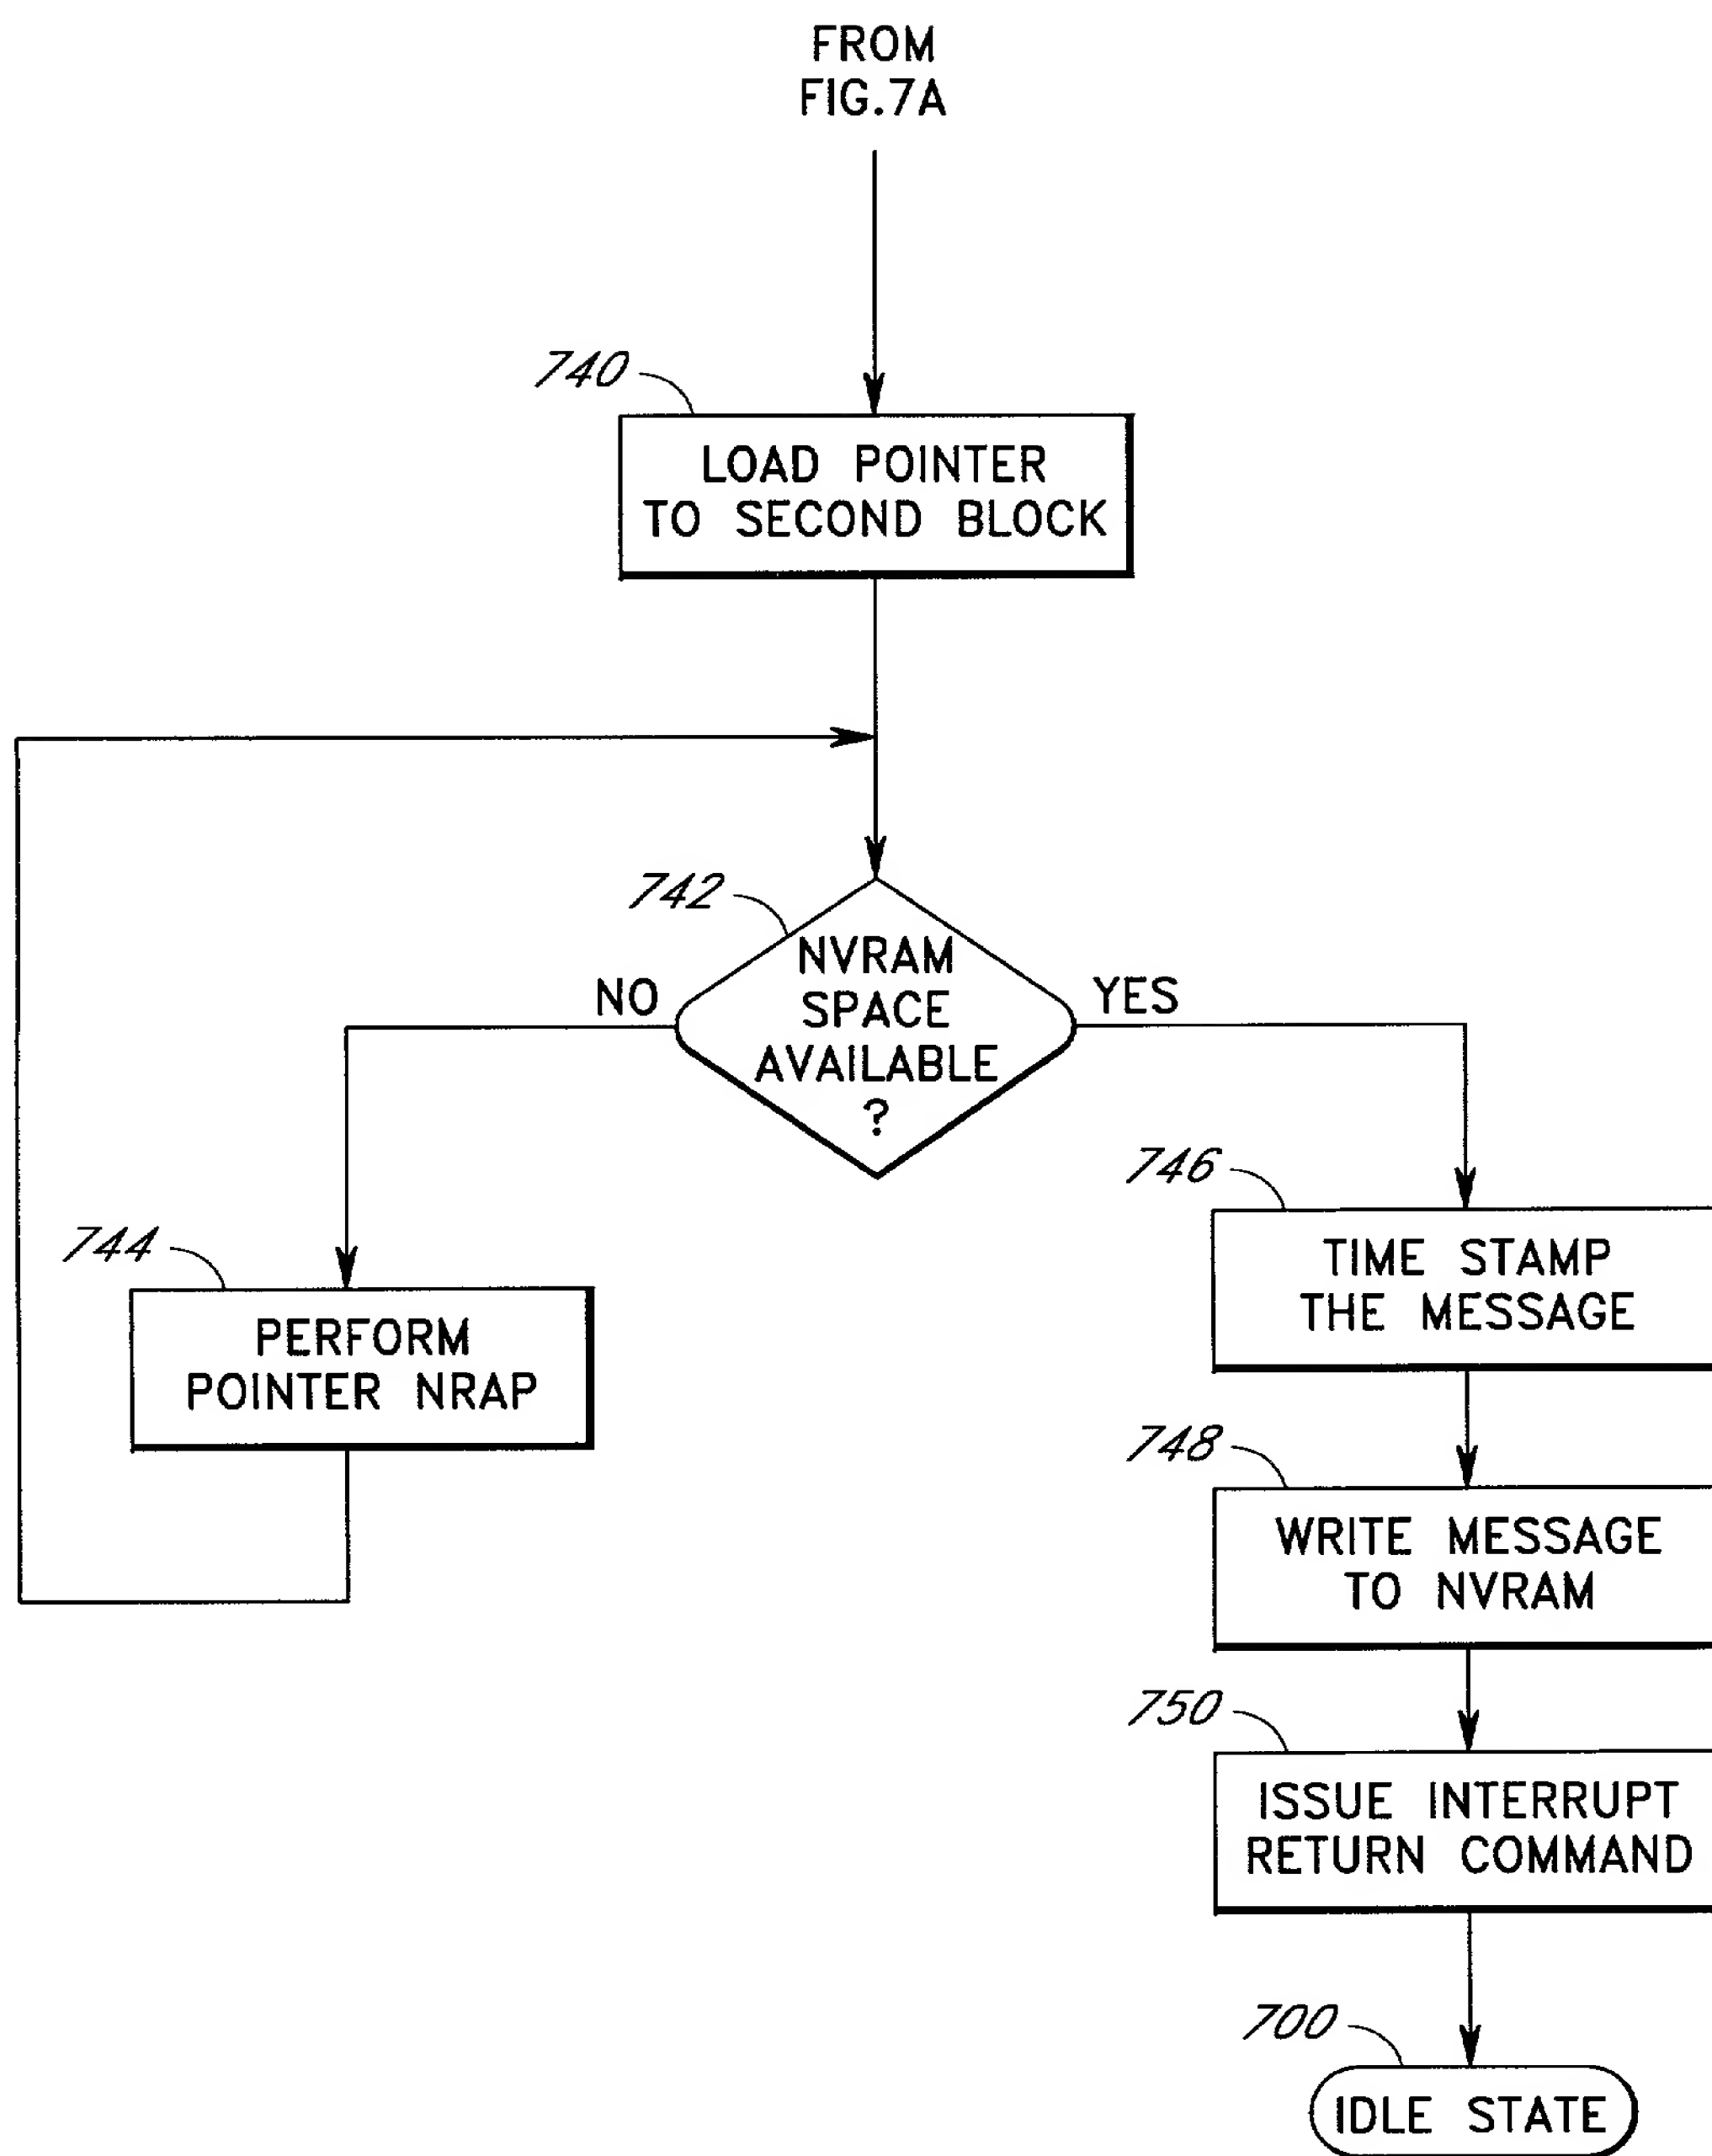 FROM
FIG.7A
740
LOAD POINTER
TO SECOND BLOCK
742
NVRAM
SPACE
AVAILABLE
?
NO
YES
744
PERFORM
POINTER NRAP
746
TIME STAMP
THE MESSAGE
748
WRITE MESSAGE
TO NVRAM
750
ISSUE INTERRUPT
RETURN COMMAND
700
IDLE STATE